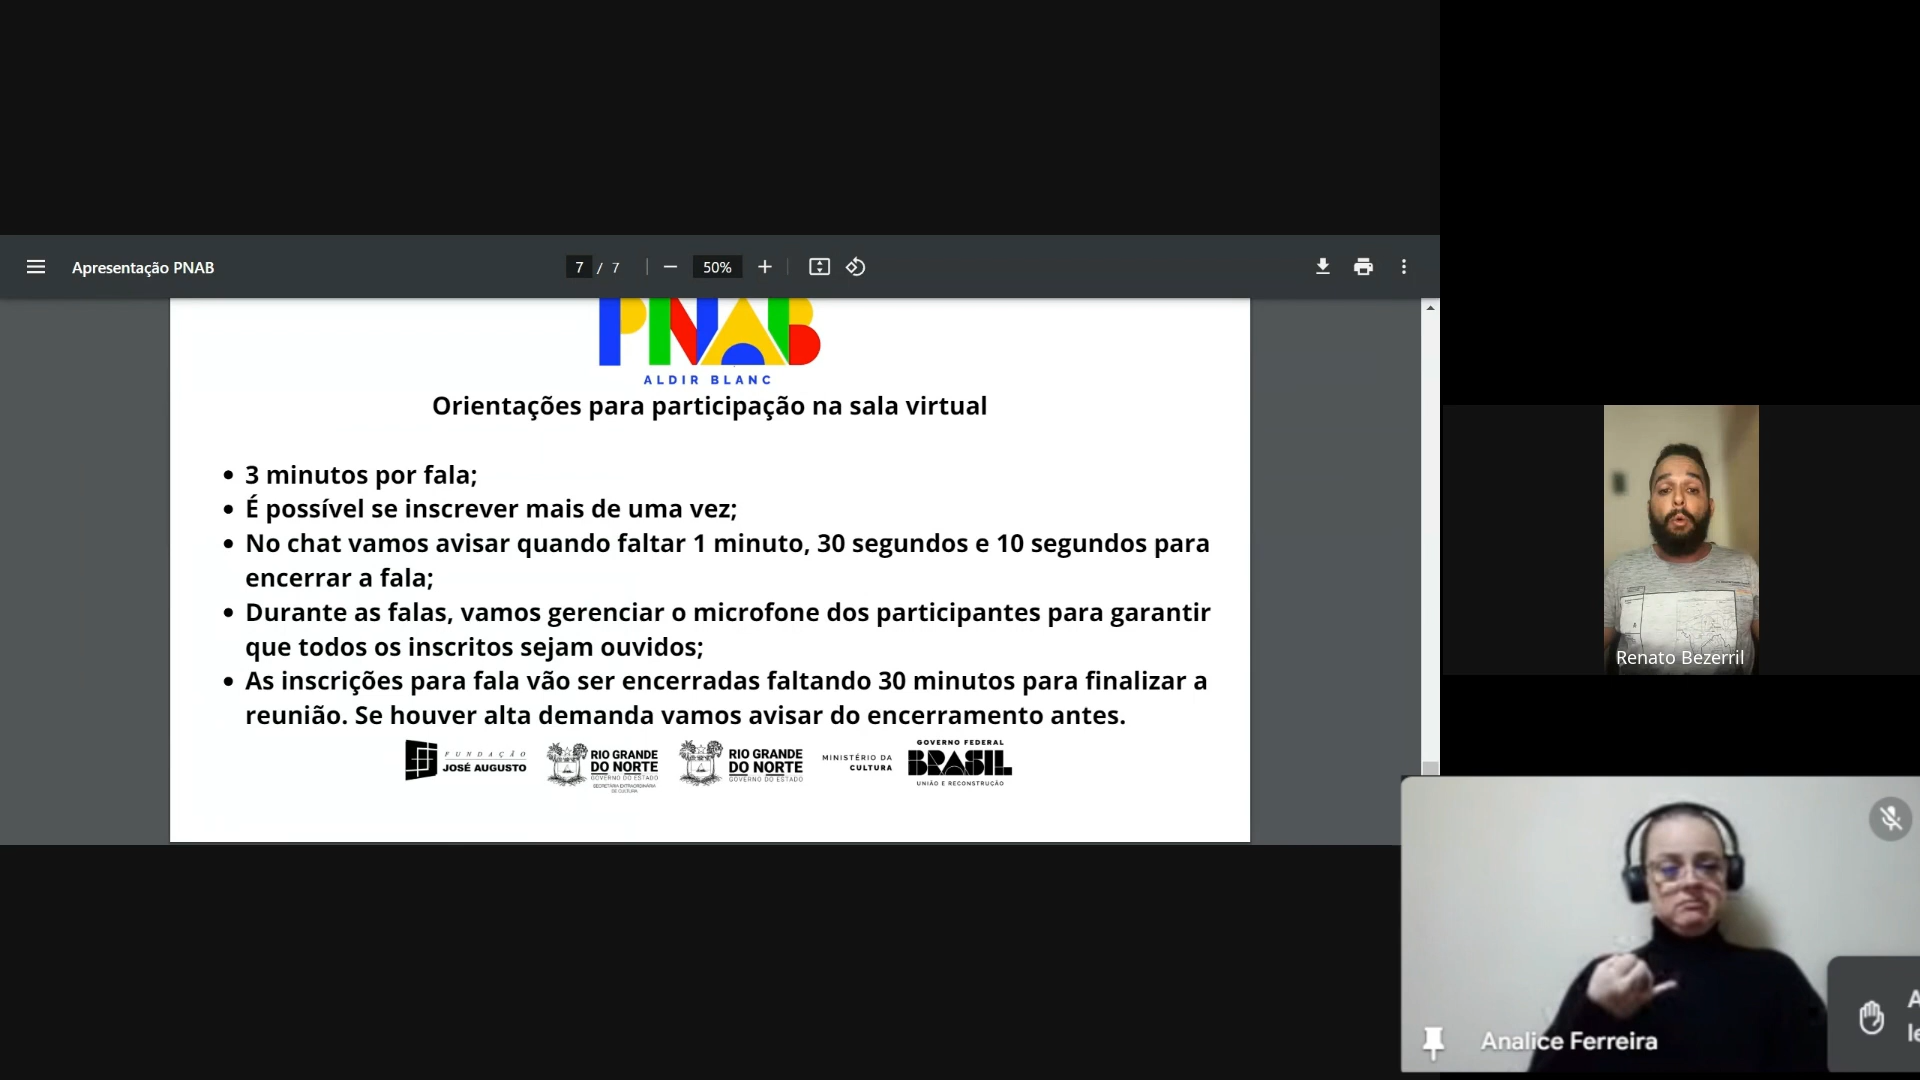 Apresentação PNAB
7 / 7
50%
PNAB
ALDIR BLANC
Orientações para participação na sala virtual
• 3 minutos por fala;
• É possível se inscrever mais de uma vez;
• No chat vamos avisar quando faltar 1 minuto, 30 segundos e 10 segundos para
encerrar a fala;
• Durante as falas, vamos gerenciar o microfone dos participantes para garantir
que todos os inscritos sejam ouvidos;
• As inscrições para fala vão ser encerradas faltando 30 minutos para finalizar a
reunião. Se houver alta demanda vamos avisar do encerramento antes.
FUNDAÇÃO
JOSÉ AUGUSTO
RIO GRANDE
DO NORTE
GOVERNO DO ESTADO
SECRETARIA EXTRAORDINÁRIA
DE CULTURA
RIO GRANDE
DO NORTE
GOVERNO DO ESTADO
MINISTÉRIO DA
CULTURA
GOVERNO FEDERAL
BRASIL
UNIÃO E RECONSTRUÇÃO
Renato Bezerril
Analice Ferreira